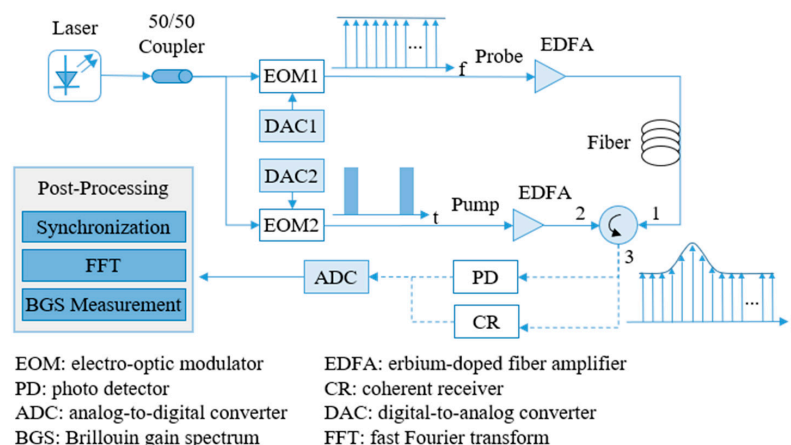 50/50
Laser
Coupler
EDFA
EOM1
...
f
Probe
DAC1
Fiber
Post-Processing
DAC2
EDFA
Synchronization
EOM2
t
Pump
2
1
3
FFT
ADC
PD
BGS Measurement
CR
...
EOM: electro-optic modulator
EDFA: erbium-doped fiber amplifier
PD: photo detector
CR: coherent receiver
ADC: analog-to-digital converter
DAC: digital-to-analog converter
BGS: Brillouin gain spectrum
FFT: fast Fourier transform